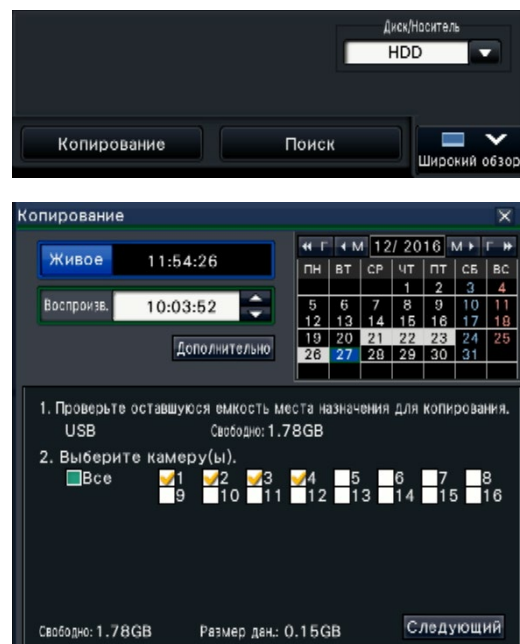 Диск/Носитель
HDD
Копирование Поиск Широкий обзор
Копирование
Живое 11:54:26
Воспроизв. 10:03:52
Дополнительно
Г М 12/ 2016 М Г
ПН ВТ СР ЧТ ПТ СБ ВС
1 2 3 4
5 6 7 8 9 10 11
12 13 14 15 16 17 18
19 20 21 22 23 24 25
26 27 28 29 30 31
1. Проверьте оставшуюся емкость места назначения для копирования.
USB Свободно: 1.78GB
2. Выберите камеру(ы).
Все 1 2 3 4 5 6 7 8
9 10 11 12 13 14 15 16
Свободно: 1.78GB Размер дан.: 0.15GB Следующий